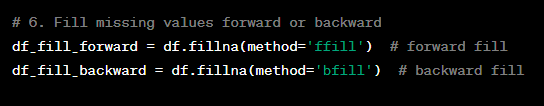 # 6. Fill missing values forward or backward
df_fill_forward = df.fillna(method='ffill')  # forward fill
df_fill_backward = df.fillna(method='bfill')  # backward fill